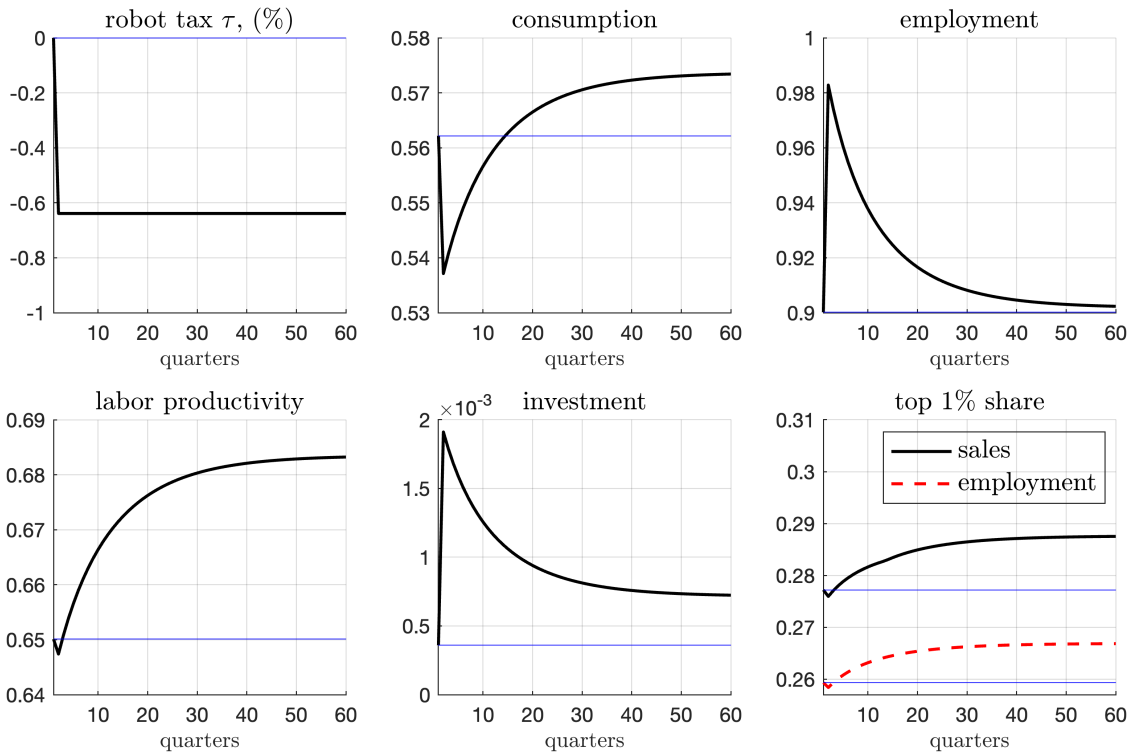 robot tax τ, (%)
0
-0.2
-0.4
-0.6
-0.8
-1
10 20 30 40 50 60
quarters
consumption
0.58
0.57
0.56
0.55
0.54
0.53
10 20 30 40 50 60
quarters
employment
1
0.98
0.96
0.94
0.92
0.9
10 20 30 40 50 60
quarters
labor productivity
0.69
0.68
0.67
0.66
0.65
0.64
10 20 30 40 50 60
quarters
×10⁻³ investment
2
1.5
1
0.5
0
10 20 30 40 50 60
quarters
top 1% share
0.31
0.3
0.29
0.28
0.27
0.26
sales
employment
10 20 30 40 50 60
quarters